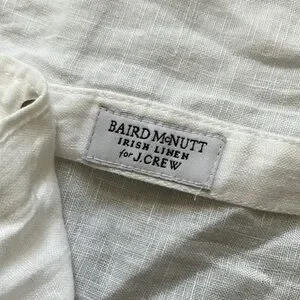 BAIRD McNUTT
IRISH LINEN
for J.CREW